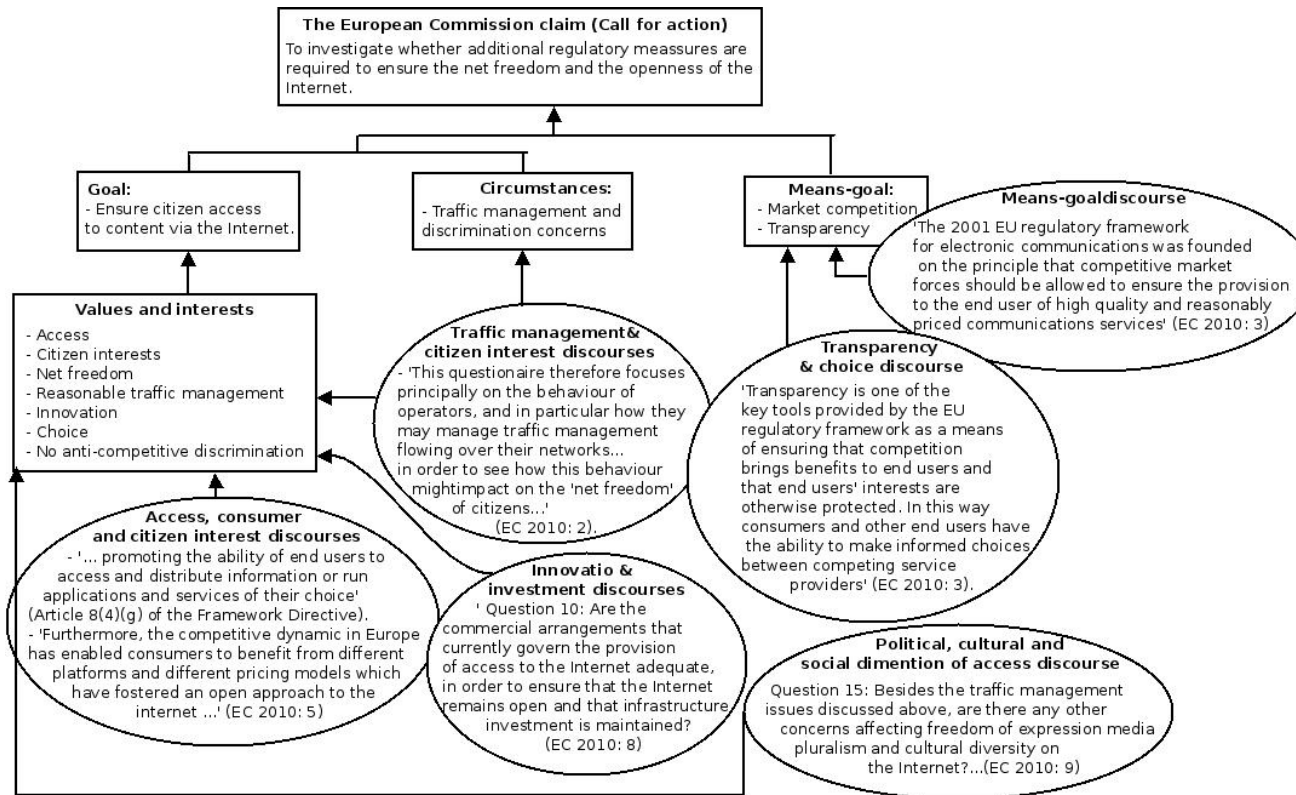 The European Commission claim (Call for action)
To investigate whether additional regulatory meassures are
required to ensure the net freedom and the openness of the
Internet.
Goal:
- Ensure citizen access
to content via the Internet.
Circumstances:
- Traffic management and
discrimination concerns
Means-goal:
- Market competition
- Transparency
Means-goaldiscourse
'The 2001 EU regulatory framework
for electronic communications was founded
on the principle that competitive market
forces should be allowed to ensure the provision
to the end user of high quality and reasonably
priced communications services' (EC 2010: 3)
Values and interests
- Access
- Citizen interests
- Net freedom
- Reasonable traffic management
- Innovation
- Choice
- No anti-competitive discrimination
Traffic management&
citizen interest discourses
- 'This questionaire therefore focuses
principally on the behaviour of
operators, and in particular how they
may manage traffic management
flowing over their networks...
in order to see how this behaviour
mightimpact on the 'net freedom'
of citizens...'
(EC 2010: 2).
Transparency
& choice discourse
'Transparency is one of the
key tools provided by the EU
regulatory framework as a means
of ensuring that competition
brings benefits to end users and
that end users' interests are
otherwise protected. In this way
consumers and other end users have
the ability to make informed choices
between competing service
providers' (EC 2010: 3).
Access, consumer
and citizen interest discourses
- '... promoting the ability of end users to
access and distribute information or run
applications and services of their choice'
(Article 8(4)(g) of the Framework Directive).
- 'Furthermore, the competitive dynamic in Europe
has enabled consumers to benefit from different
platforms and different pricing models which
have fostered an open approach to the
internet ...' (EC 2010: 5)
Innovatio &
investment discourses
' Question 10: Are the
commercial arrangements that
currently govern the provision
of access to the Internet adequate,
in order to ensure that the Internet
remains open and that infrastructure
investment is maintained?
(EC 2010: 8)
Political, cultural and
social dimention of access discourse
Question 15: Besides the traffic management
issues discussed above, are there any other
concerns affecting freedom of expression media
pluralism and cultural diversity on
the Internet?...(EC 2010: 9)